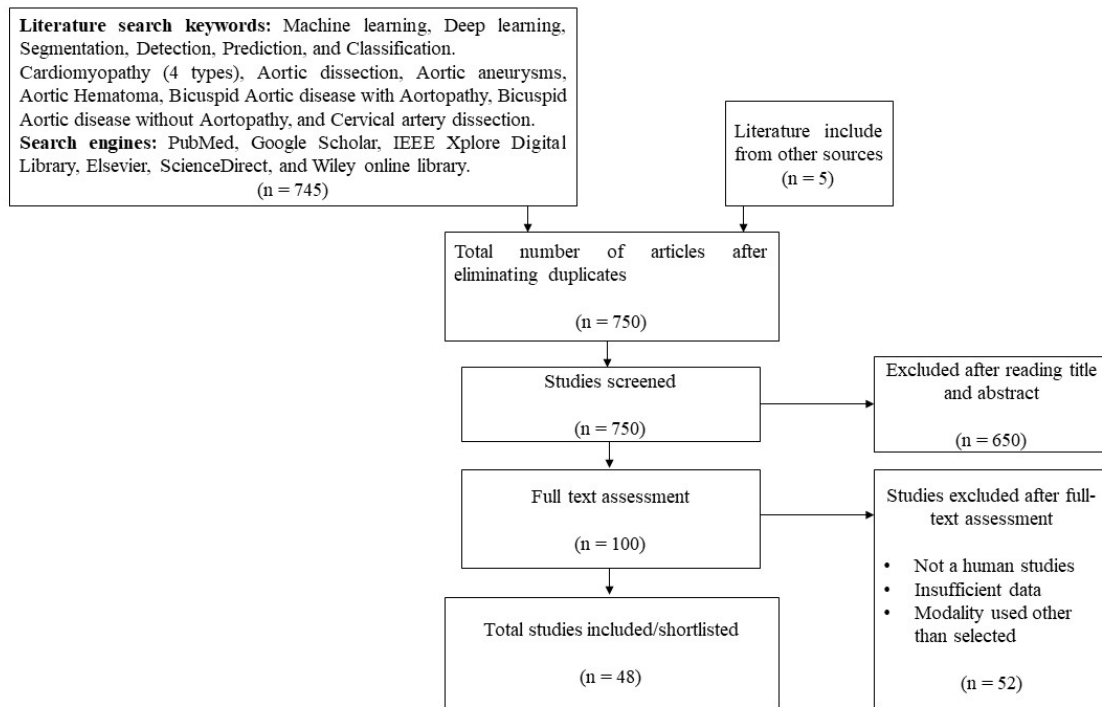 Literature search keywords: Machine learning, Deep learning,
Segmentation, Detection, Prediction, and Classification.
Cardiomyopathy (4 types), Aortic dissection, Aortic aneurysms,
Aortic Hematoma, Bicuspid Aortic disease with Aortopathy, Bicuspid
Aortic disease without Aortopathy, and Cervical artery dissection.
Search engines: PubMed, Google Scholar, IEEE Xplore Digital
Library, Elsevier, ScienceDirect, and Wiley online library.
(n = 745)
Literature include
from other sources
(n = 5)
Total number of articles after
eliminating duplicates
(n = 750)
Studies screened
(n = 750)
Excluded after reading title
and abstract
(n = 650)
Full text assessment
(n = 100)
Studies excluded after full-
text assessment
• Not a human studies
• Insufficient data
• Modality used other
than selected
(n = 52)
Total studies included/shortlisted
(n = 48)